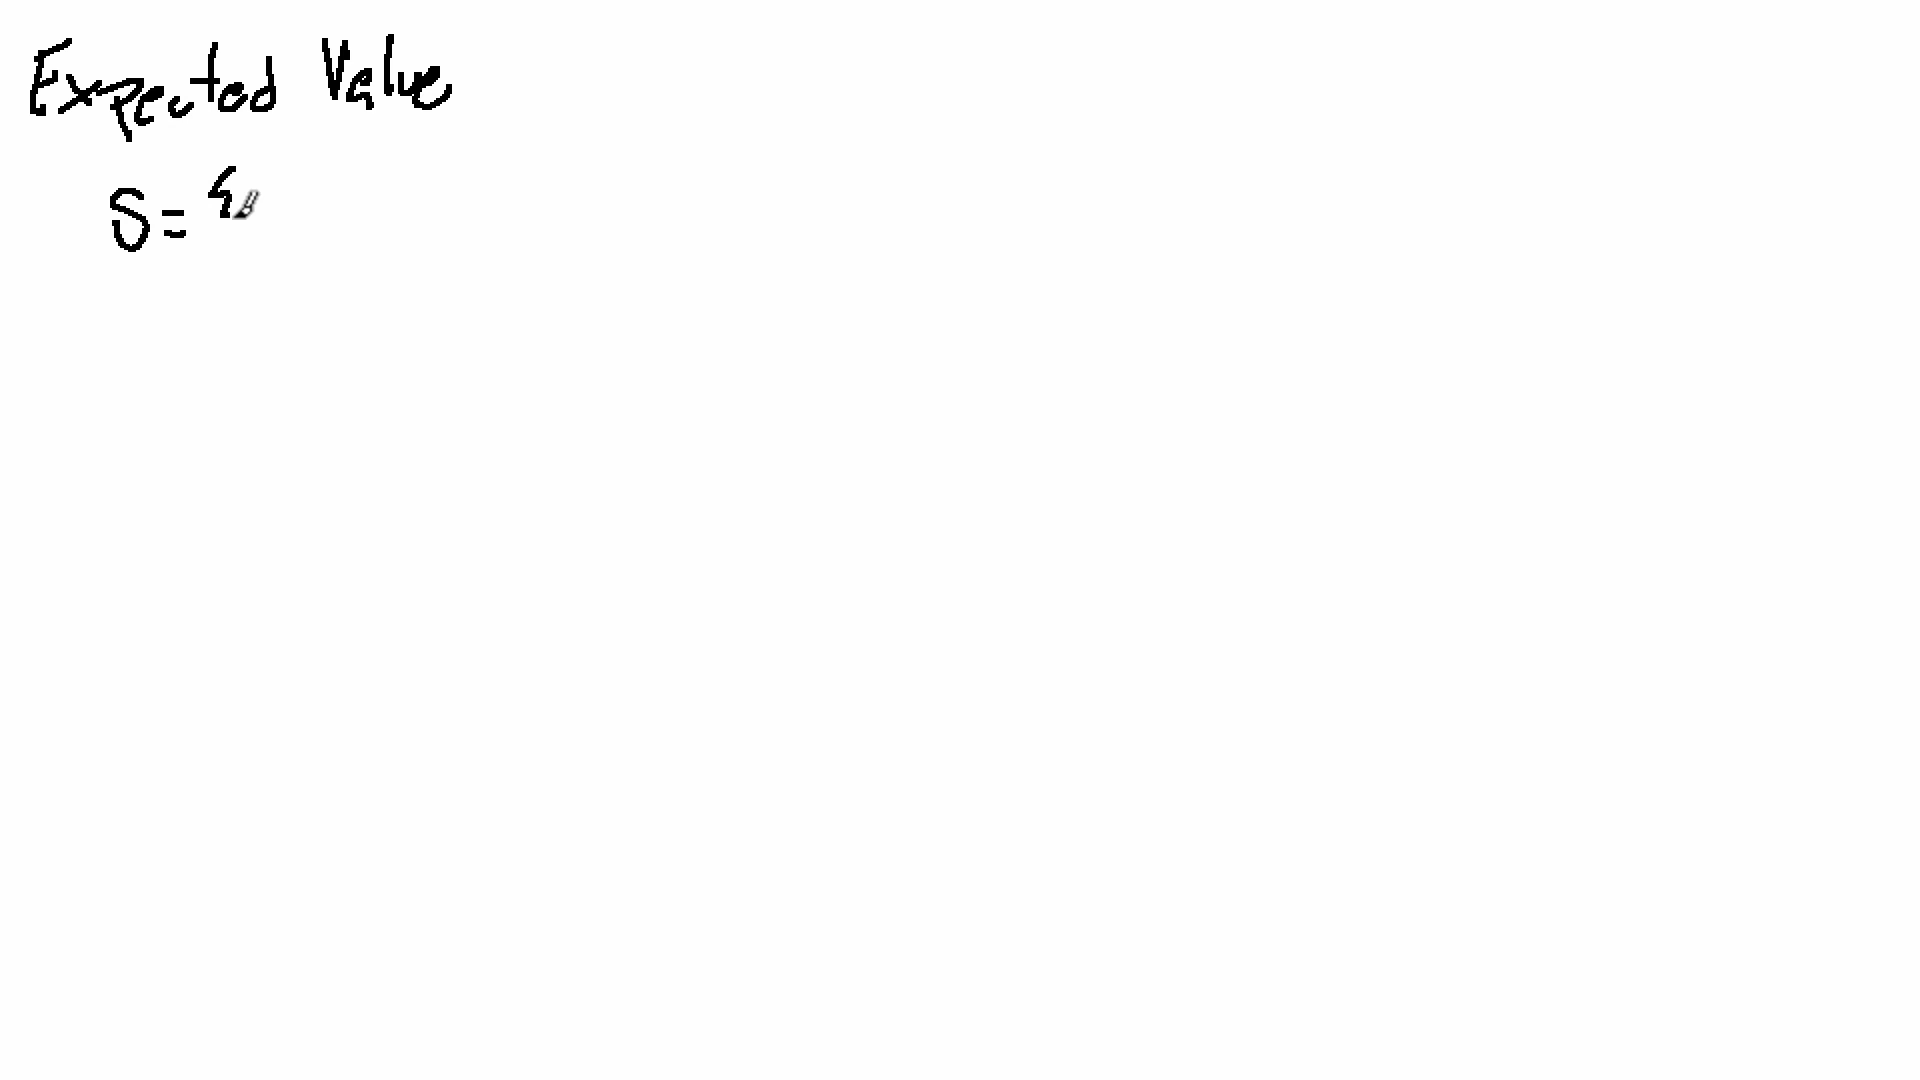 Expected Value
S = {